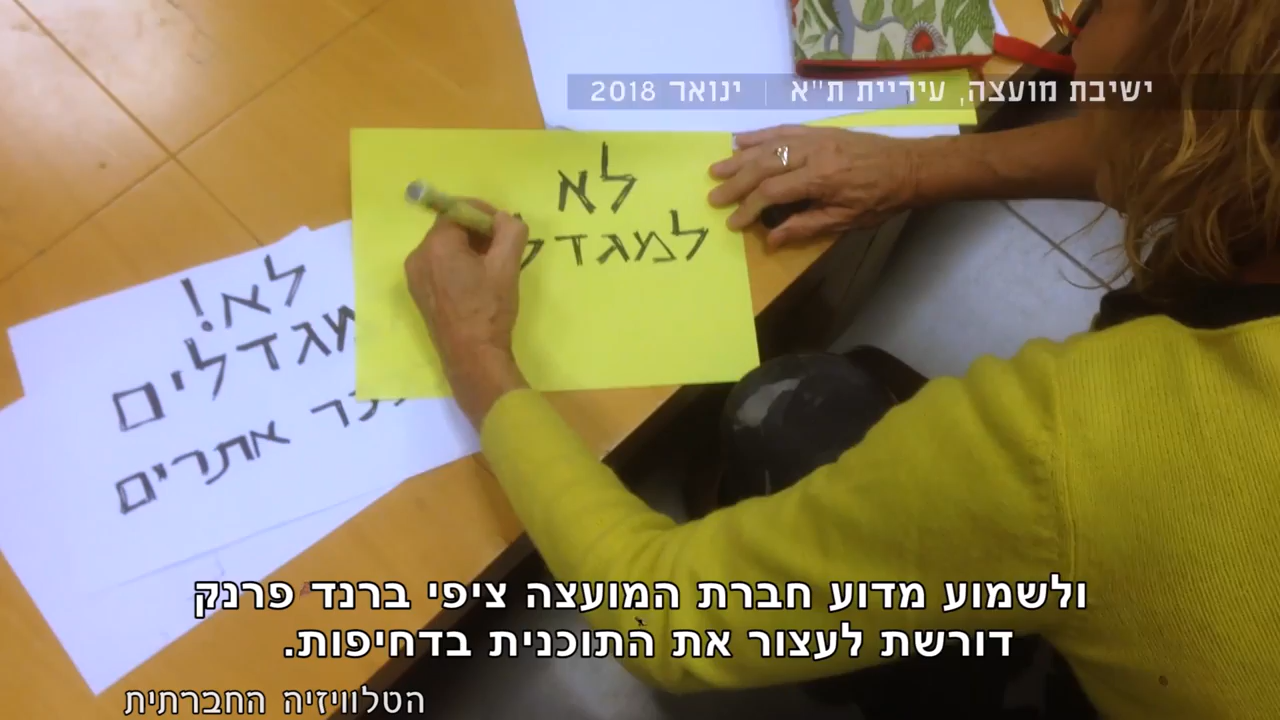 ישיבת מועצה, עיריית ת"א | ינואר 2018
לא
למגדל
לא!
מגדלים
אתרים
ולשמוע מדוע חברת המועצה ציפי ברנד פרנק
דורשת לעצור את התוכנית בדחיפות.
הטלוויזיה החברתית